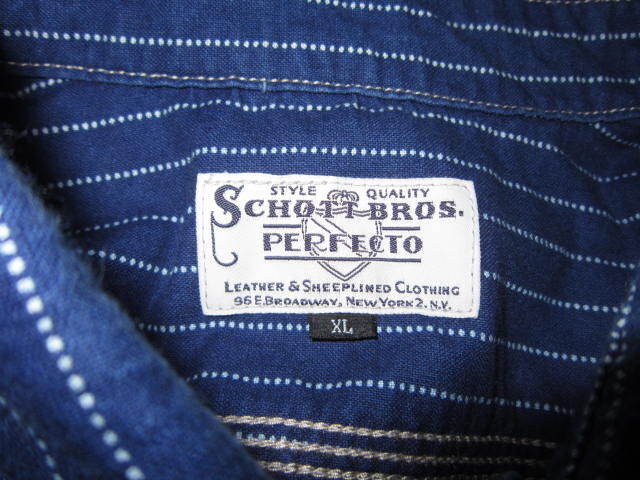 STYLE QUALITY
SCHOTT BROS.
PERFECTO
LEATHER & SHEEPLINED CLOTHING
96 E. BROADWAY, NEW YORK 2. N.Y.
XL